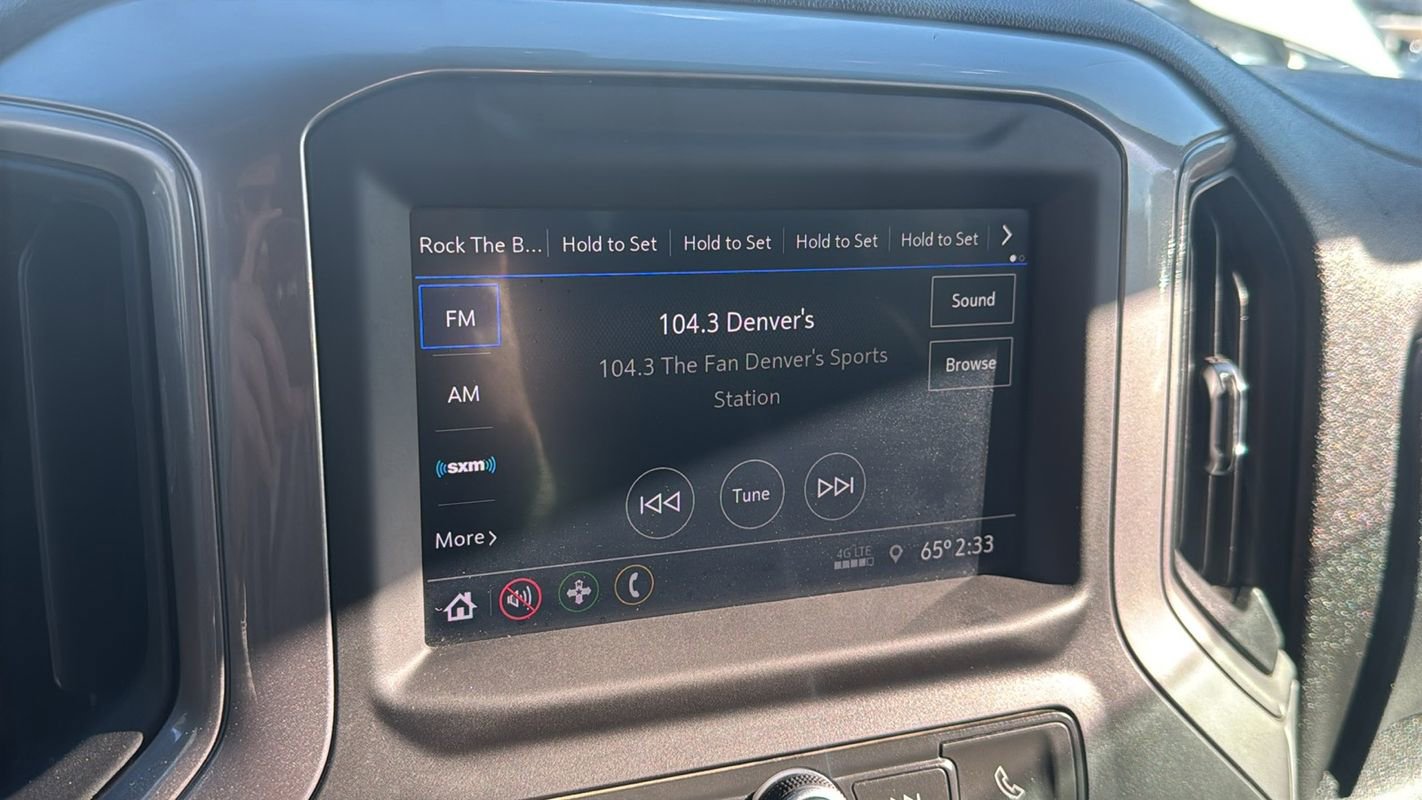 Rock The B... Hold to Set Hold to Set Hold to Set Hold to Set
FM
Sound
104.3 Denver's
104.3 The Fan Denver's Sports
Station
Browse
AM
sxm
Tune
More
4G LTE 65° 2:33